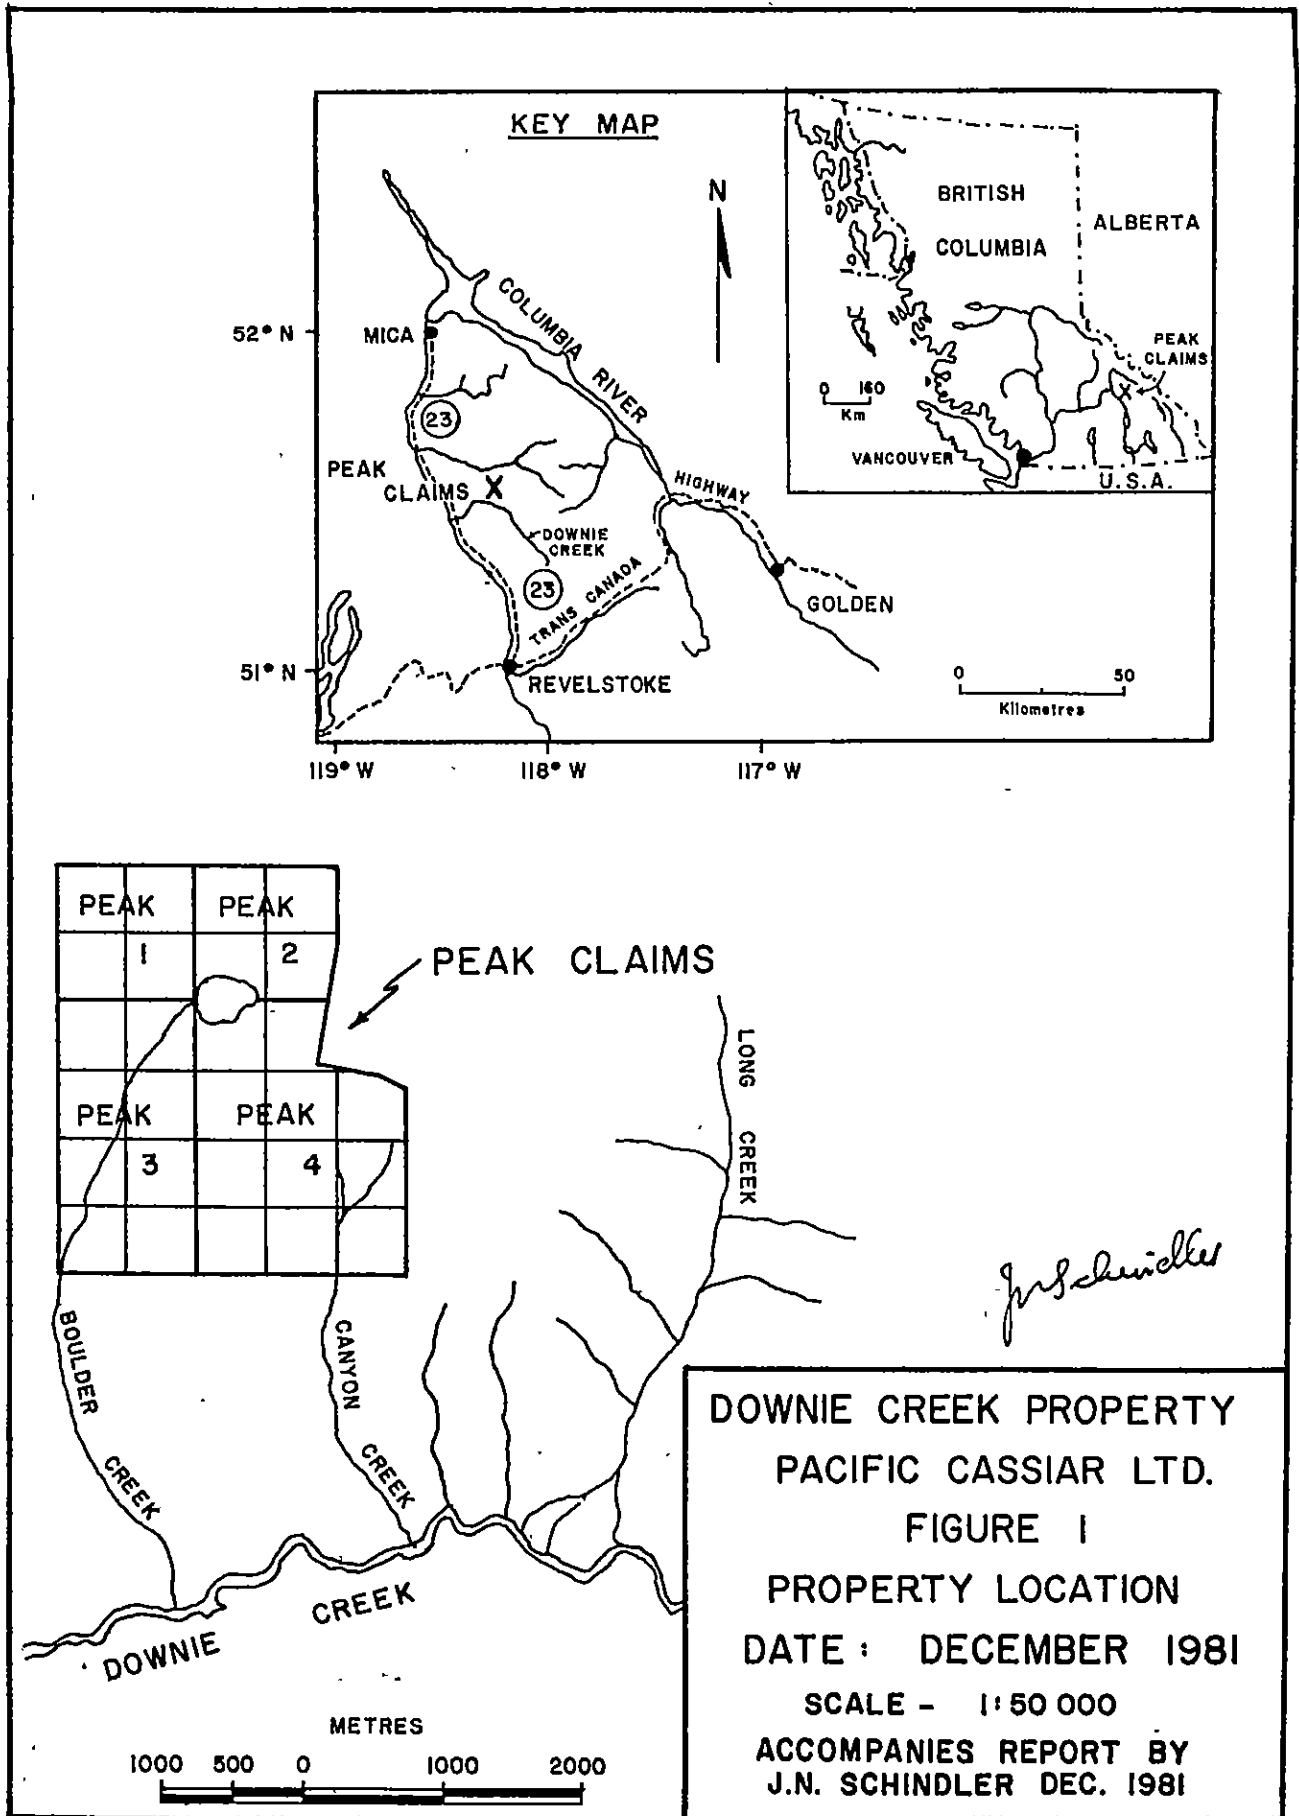 KEY MAP
N
BRITISH
COLUMBIA
ALBERTA
PEAK
CLAIMS
0 160
Km
VANCOUVER
U.S.A.
52° N
MICA
COLUMBIA RIVER
23
PEAK
CLAIMS X
HIGHWAY
DOWNIE
CREEK
23
TRANS CANADA
GOLDEN
51° N
REVELSTOKE
0 50
Kilometres
119° W 118° W 117° W
PEAK PEAK
1 2
PEAK CLAIMS
PEAK PEAK
3 4
LONG CREEK
BOULDER CREEK
CANYON CREEK
DOWNIE CREEK
JNSchindler
METRES
1000 500 0 1000 2000
DOWNIE CREEK PROPERTY
PACIFIC CASSIAR LTD.
FIGURE 1
PROPERTY LOCATION
DATE : DECEMBER 1981
SCALE - 1:50 000
ACCOMPANIES REPORT BY
J.N. SCHINDLER DEC. 1981